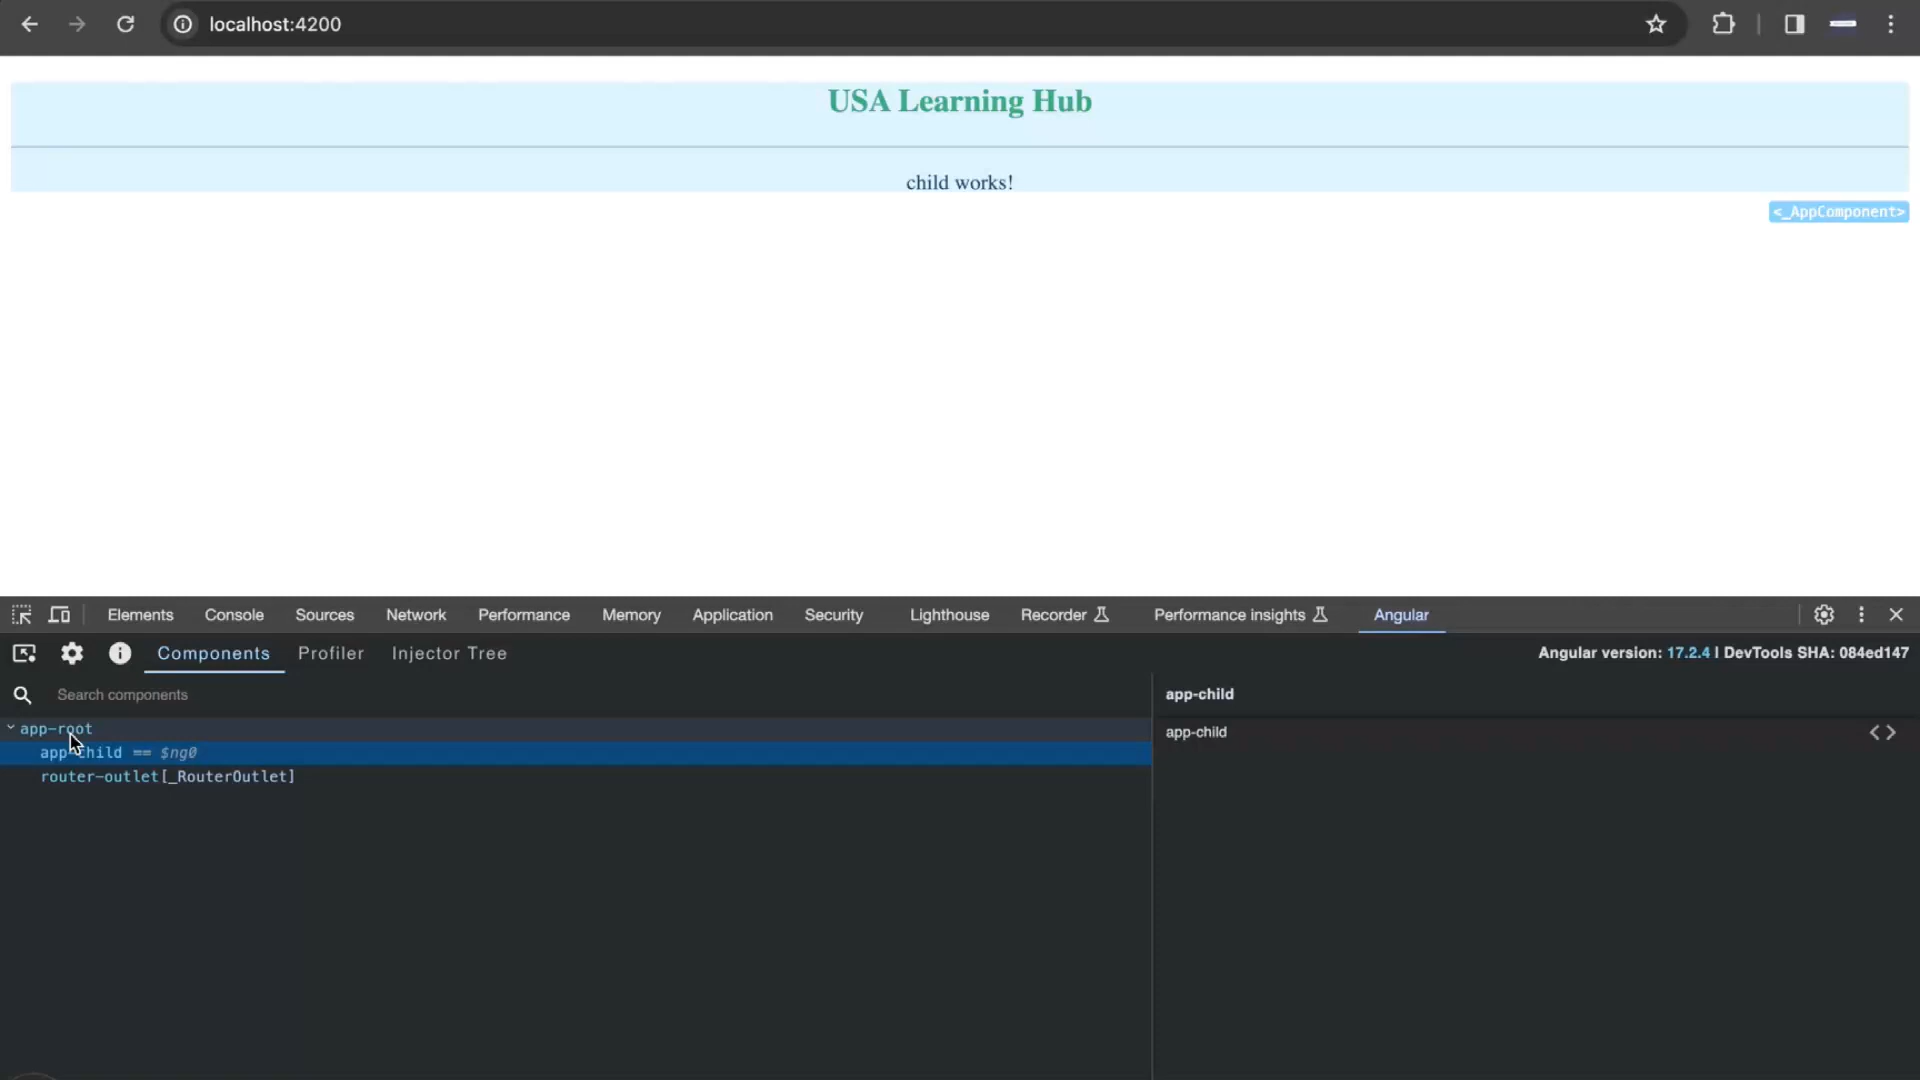 localhost:4200
USA Learning Hub
child works!
<_AppComponent>
Elements Console Sources Network Performance Memory Application Security Lighthouse Recorder Performance insights Angular
Components Profiler Injector Tree Angular version: 17.2.4 | DevTools SHA: 084ed147
Search components
app-child
app-root
app-child
app-child == $ng0
router-outlet[_RouterOutlet]